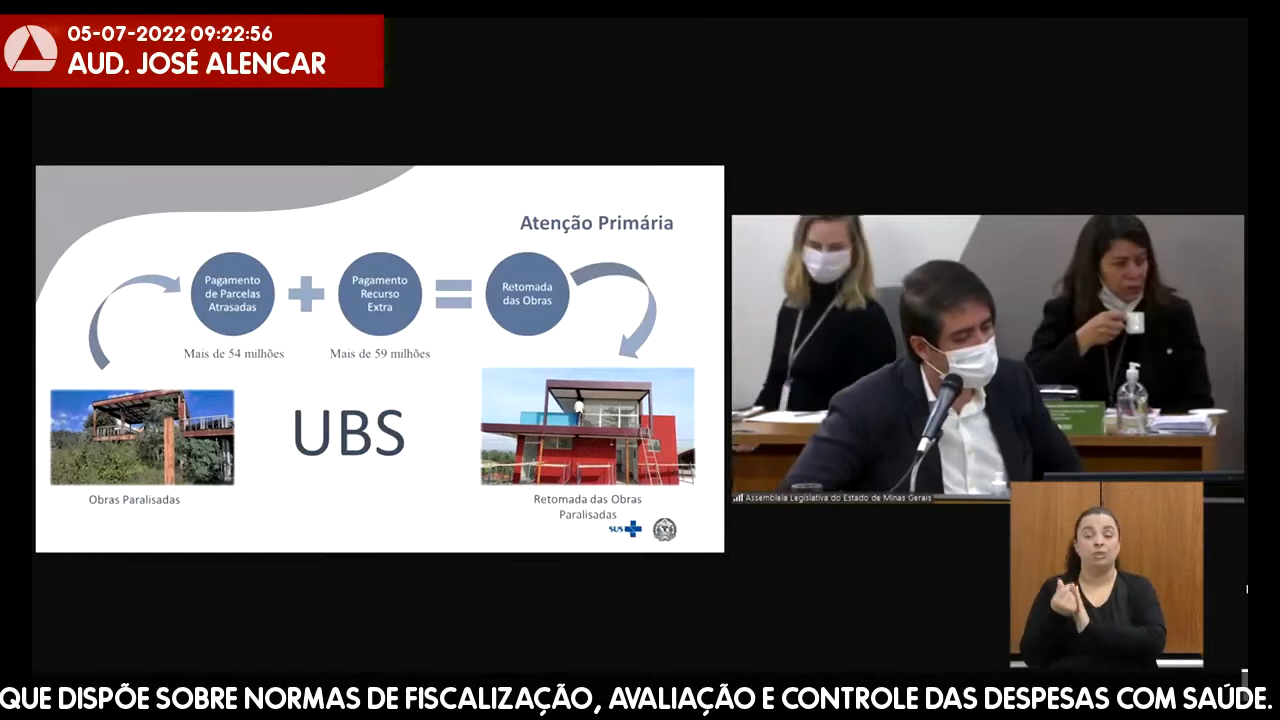 05-07-2022 09:22:56
AUD. JOSÉ ALENCAR
Atenção Primária
Pagamento
de Parcelas
Atrasadas
Pagamento
Recurso
Extra
Retomada
das Obras
Mais de 54 milhões
Mais de 59 milhões
UBS
Obras Paralisadas
Retomada das Obras
Paralisadas
SUS
Assembleia Legislativa do Estado de Minas Gerais
QUE DISPÕE SOBRE NORMAS DE FISCALIZAÇÃO, AVALIAÇÃO E CONTROLE DAS DESPESAS COM SAÚDE.